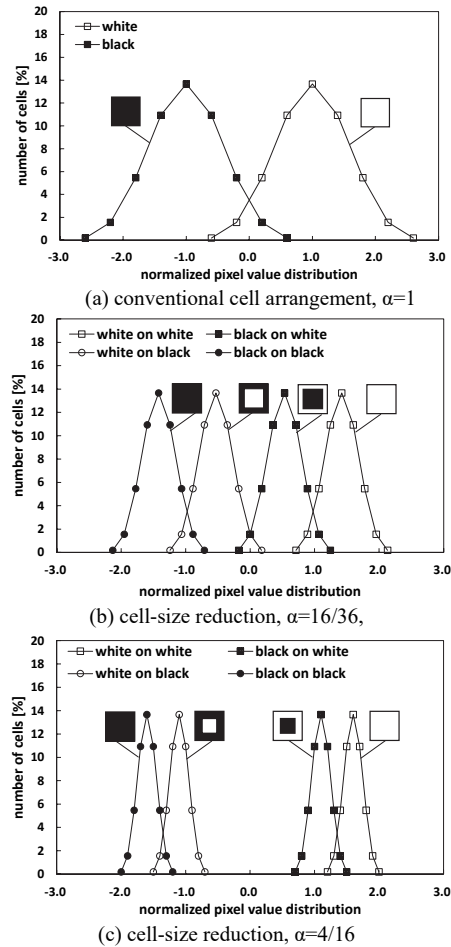 20
18
16
14
12
10
8
6
4
2
0
number of cells [%]
white
black
-3.0 -2.0 -1.0 0.0 1.0 2.0 3.0
normalized pixel value distribution
(a) conventional cell arrangement, α=1
20
18
16
14
12
10
8
6
4
2
0
number of cells [%]
white on white black on white
white on black black on black
-3.0 -2.0 -1.0 0.0 1.0 2.0 3.0
normalized pixel value distribution
(b) cell-size reduction, α=16/36,
20
18
16
14
12
10
8
6
4
2
0
number of cells [%]
white on white black on white
white on black black on black
-3.0 -2.0 -1.0 0.0 1.0 2.0 3.0
normalized pixel value distribution
(c) cell-size reduction, α=4/16